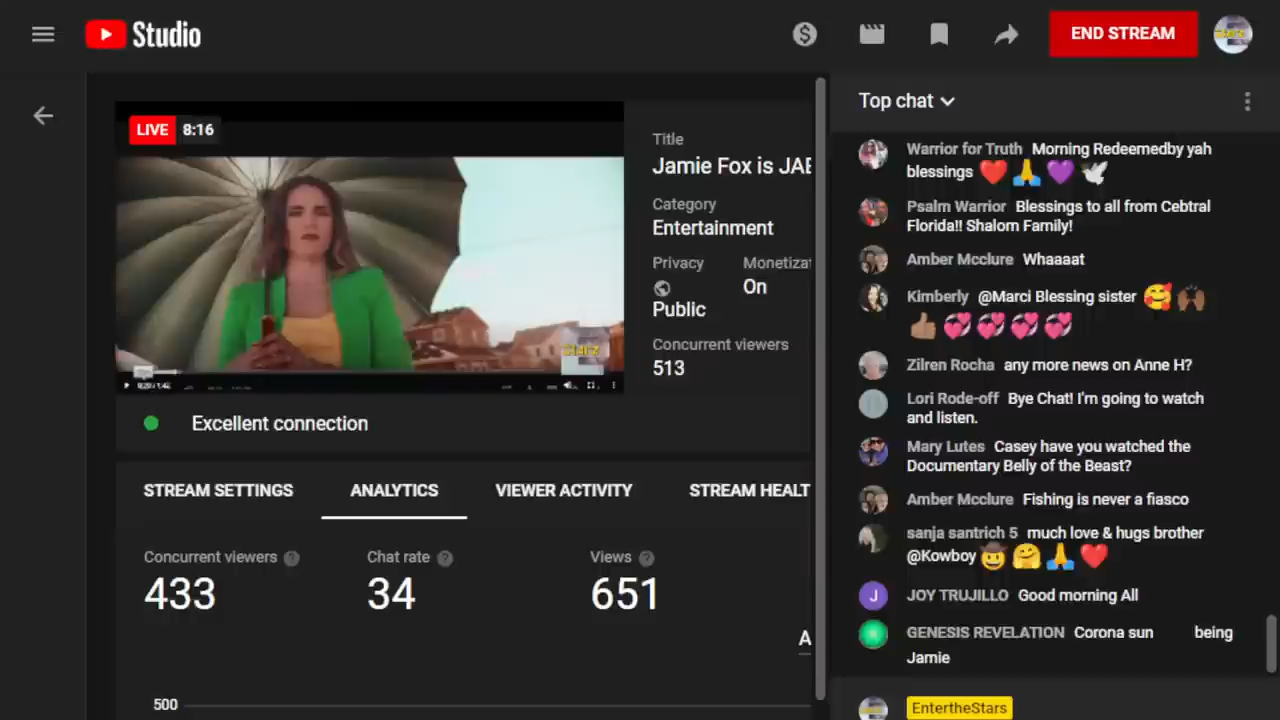 Studio
END STREAM
LIVE 8:16
Title
Jamie Fox is JAB
Category
Entertainment
Privacy
Monetizat
On
Public
Concurrent viewers
513
Excellent connection
STREAM SETTINGS
ANALYTICS
VIEWER ACTIVITY
STREAM HEALT
Concurrent viewers
433
Chat rate
34
Views
651
A
500
Top chat
Warrior for Truth Morning Redeemedby yah
blessings
Psalm Warrior Blessings to all from Cebtral
Florida!! Shalom Family!
Amber Mcclure Whaaaat
Kimberly @Marci Blessing sister
Zilren Rocha any more news on Anne H?
Lori Rode-off Bye Chat! I'm going to watch
and listen.
Mary Lutes Casey have you watched the
Documentary Belly of the Beast?
Amber Mcclure Fishing is never a fiasco
sanja santrich 5 much love & hugs brother
@Kowboy
J
JOY TRUJILLO Good morning All
GENESIS REVELATION Corona sun being
Jamie
EntertheStars